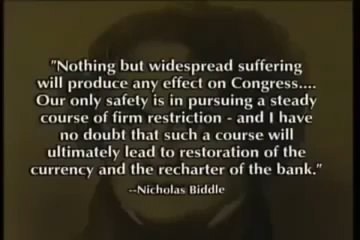 "Nothing but widespread suffering
will produce any effect on Congress....
Our only safety is in pursuing a steady
course of firm restriction - and I have
no doubt that such a course will
ultimately lead to restoration of the
currency and the recharter of the bank."
--Nicholas Biddle